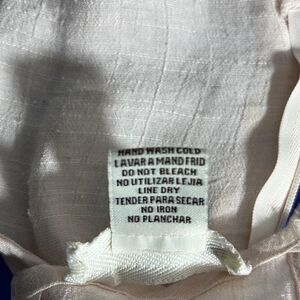 HAND WASH COLD
LAVAR A MANO FRIO
DO NOT BLEACH
NO UTILIZAR LEJIA
LINE DRY
TENDER PARA SECAR
NO IRON
NO PLANCHAR